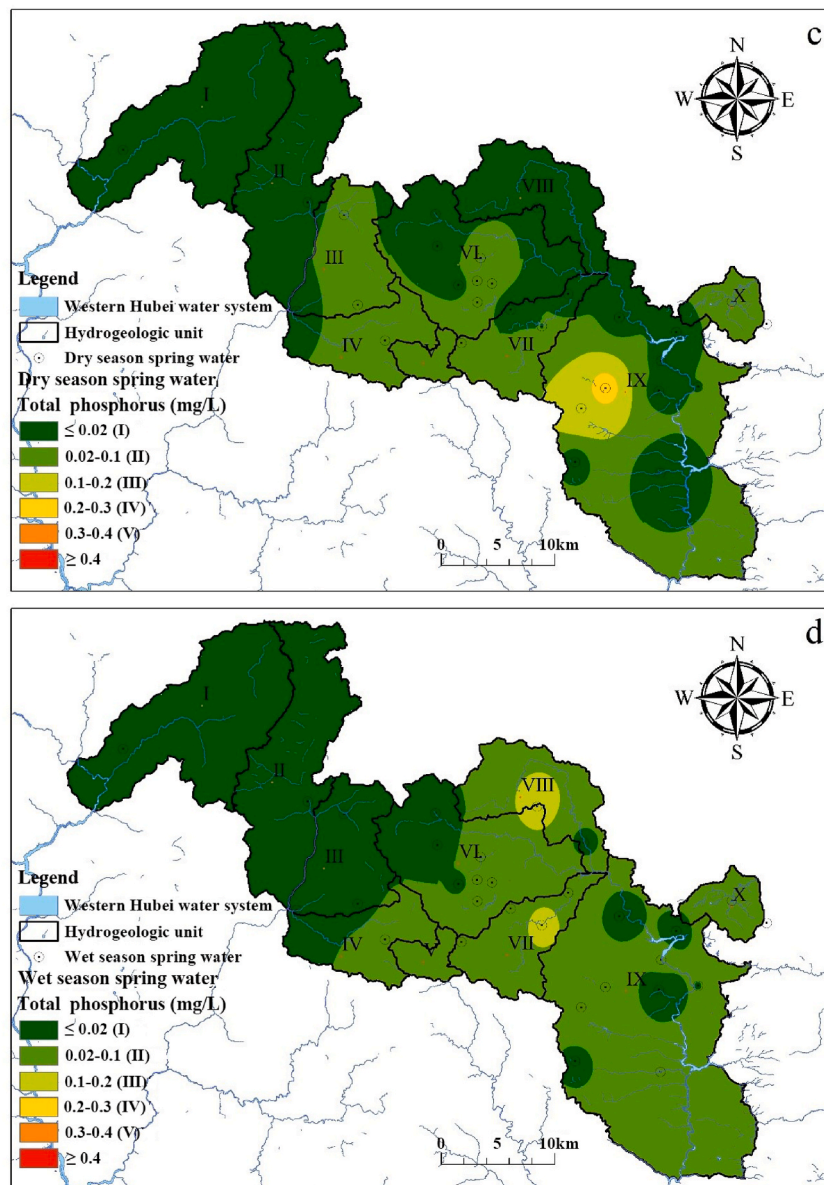 c
N
W E
S
I
II
VIII
III
VI
X
Legend
Western Hubei water system
Hydrogeologic unit
Dry season spring water
IV
V
VII
IX
Dry season spring water
Total phosphorus (mg/L)
≤ 0.02 (I)
0.02-0.1 (II)
0.1-0.2 (III)
0.2-0.3 (IV)
0.3-0.4 (V)
≥ 0.4
0 5 10km
d
N
W E
S
I
II
VIII
III
VI
X
Legend
Western Hubei water system
Hydrogeologic unit
Wet season spring water
IV
V
VII
IX
Wet season spring water
Total phosphorus (mg/L)
≤ 0.02 (I)
0.02-0.1 (II)
0.1-0.2 (III)
0.2-0.3 (IV)
0.3-0.4 (V)
≥ 0.4
0 5 10km